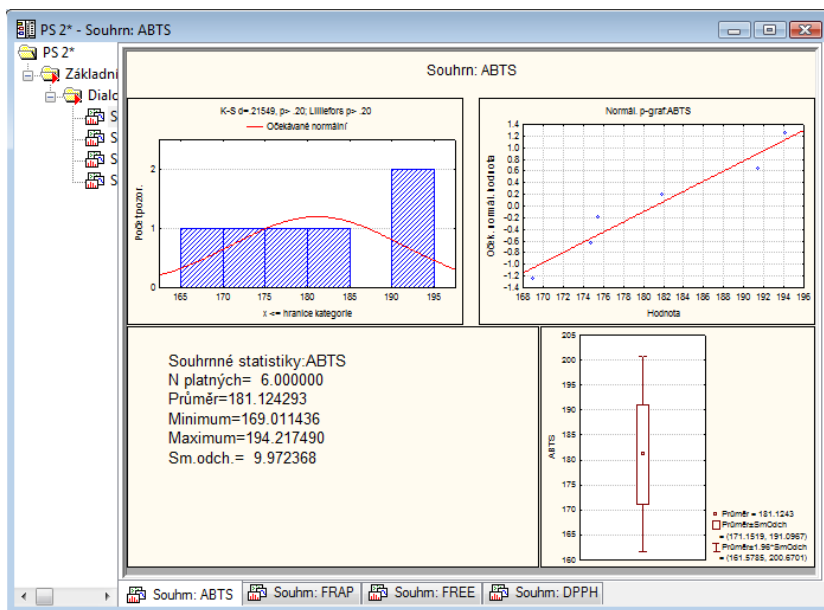 PS 2* - Souhrn: ABTS
PS 2*
Základní
Dialo
S
S
S
S
Souhrn: ABTS
K-S d=.21549, p> .20; Lilliefors p> .20
Očekávané normální
Počet pozor.
2
1
0
165 170 175 180 185 190 195
x <= hranice kategorie
Normál. p-graf:ABTS
Oček. normál. hodnota
1.4
1.2
1.0
0.8
0.6
0.4
0.2
0.0
-0.2
-0.4
-0.6
-0.8
-1.0
-1.2
-1.4
168 170 172 174 176 178 180 182 184 186 188 190 192 194 196
Hodnota
Souhrnné statistiky:ABTS
N platných= 6.000000
Průměr=181.124293
Minimum=169.011436
Maximum=194.217490
Sm.odch.= 9.972368
ABTS
205
200
195
190
185
180
175
170
165
160
Průměr = 181.1243
Průměr±SmOdch
= (171.1519, 191.0967)
Průměr±1.96*SmOdch
= (161.5785, 200.6701)
Souhrn: ABTS
Souhrn: FRAP
Souhrn: FREE
Souhrn: DPPH